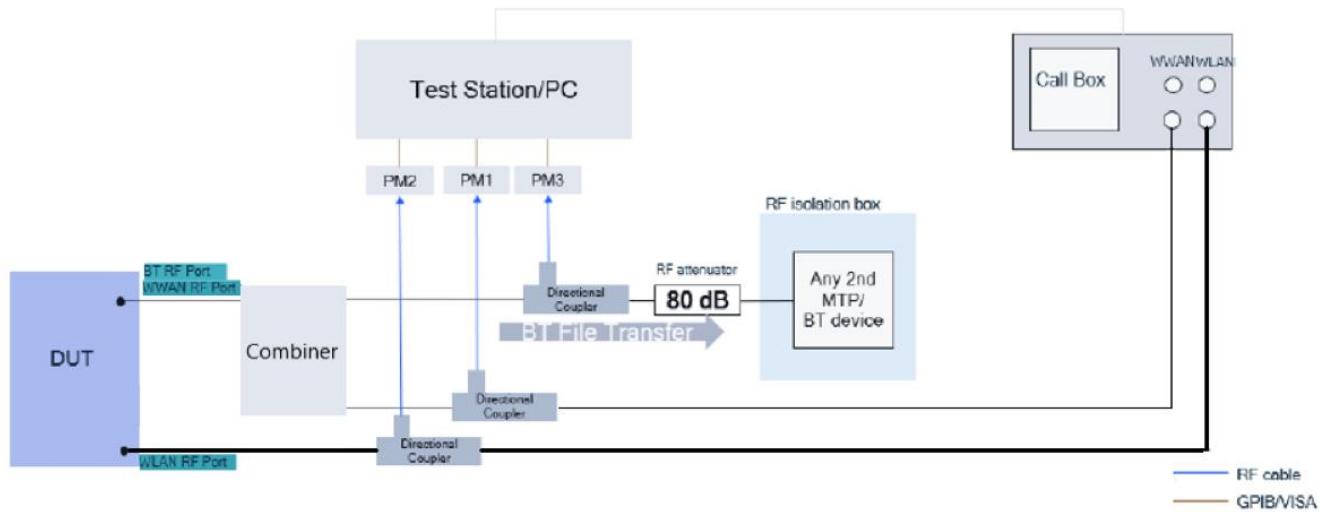 Test Station/PC
Call Box
WWAN WLAN
PM2
PM1
PM3
RF isolation box
BT RF Port
WWAN RF Port
RF attenuator
80 dB
Any 2nd
MTP/
BT device
Directional
Coupler
BT File Transfer
DUT
Combiner
Directional
Coupler
Directional
Coupler
WLAN RF Port
RF cable
GPIB/VISA